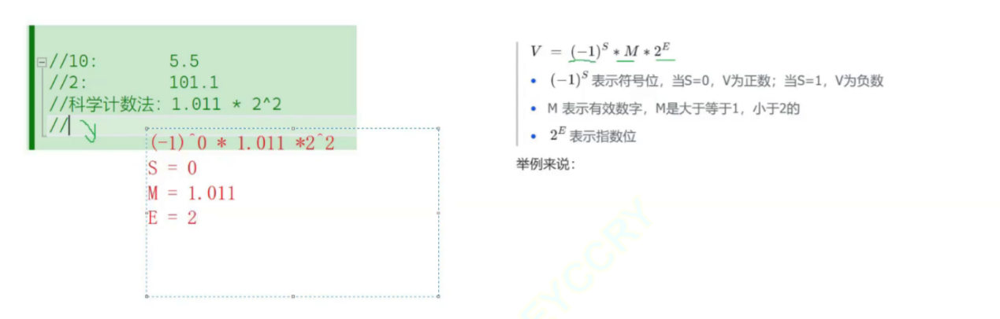 //10: 5.5
//2: 101.1
//科学计数法：1.011 * 2^2
//
(-1)^0 * 1.011 *2^2
S = 0
M = 1.011
E = 2
V = (−1)^S * M * 2^E
• (−1)^S 表示符号位，当S=0，V为正数；当S=1，V为负数
• M 表示有效数字，M是大于等于1，小于2的
• 2^E 表示指数位
举例来说：